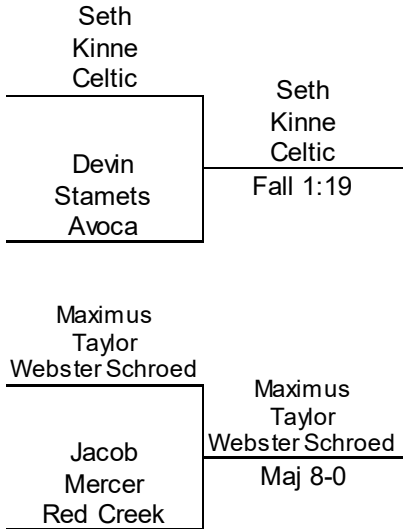 Seth
Kinne
Celtic
Devin
Stamets
Avoca
Seth
Kinne
Celtic
Fall 1:19
Maximus
Taylor
Webster Schroed
Jacob
Mercer
Red Creek
Maximus
Taylor
Webster Schroed
Maj 8-0